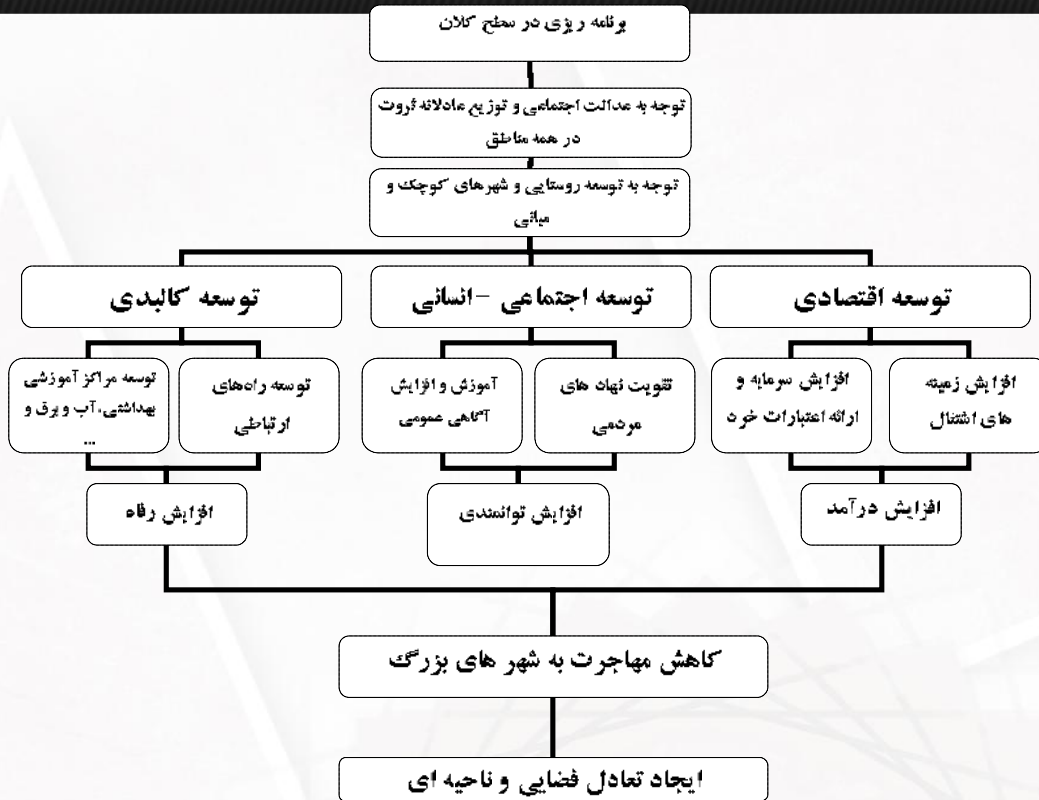 برنامه ریزی در سطح کلان
توجه به عدالت اجتماعی و توزیع عادلانه ثروت
در همه مناطق
توجه به توسعه روستایی و شهرهای کوچک و
میانی
توسعه اقتصادی
توسعه اجتماعی -انسانی
توسعه کالبدی
افزایش زمینه
های اشتغال
افزایش سرمایه و
ارائه اعتبارات خرد
تقویت نهاد های
مردمی
آموزش و افزایش
آگاهی عمومی
توسعه راه‌های
ارتباطی
توسعه مراکز آموزشی
بهداشتی، آب و برق و
...
افزایش درآمد
افزایش توانمندی
افزایش رفاه
کاهش مهاجرت به شهر های بزرگ
ایجاد تعادل فضایی و ناحیه ای